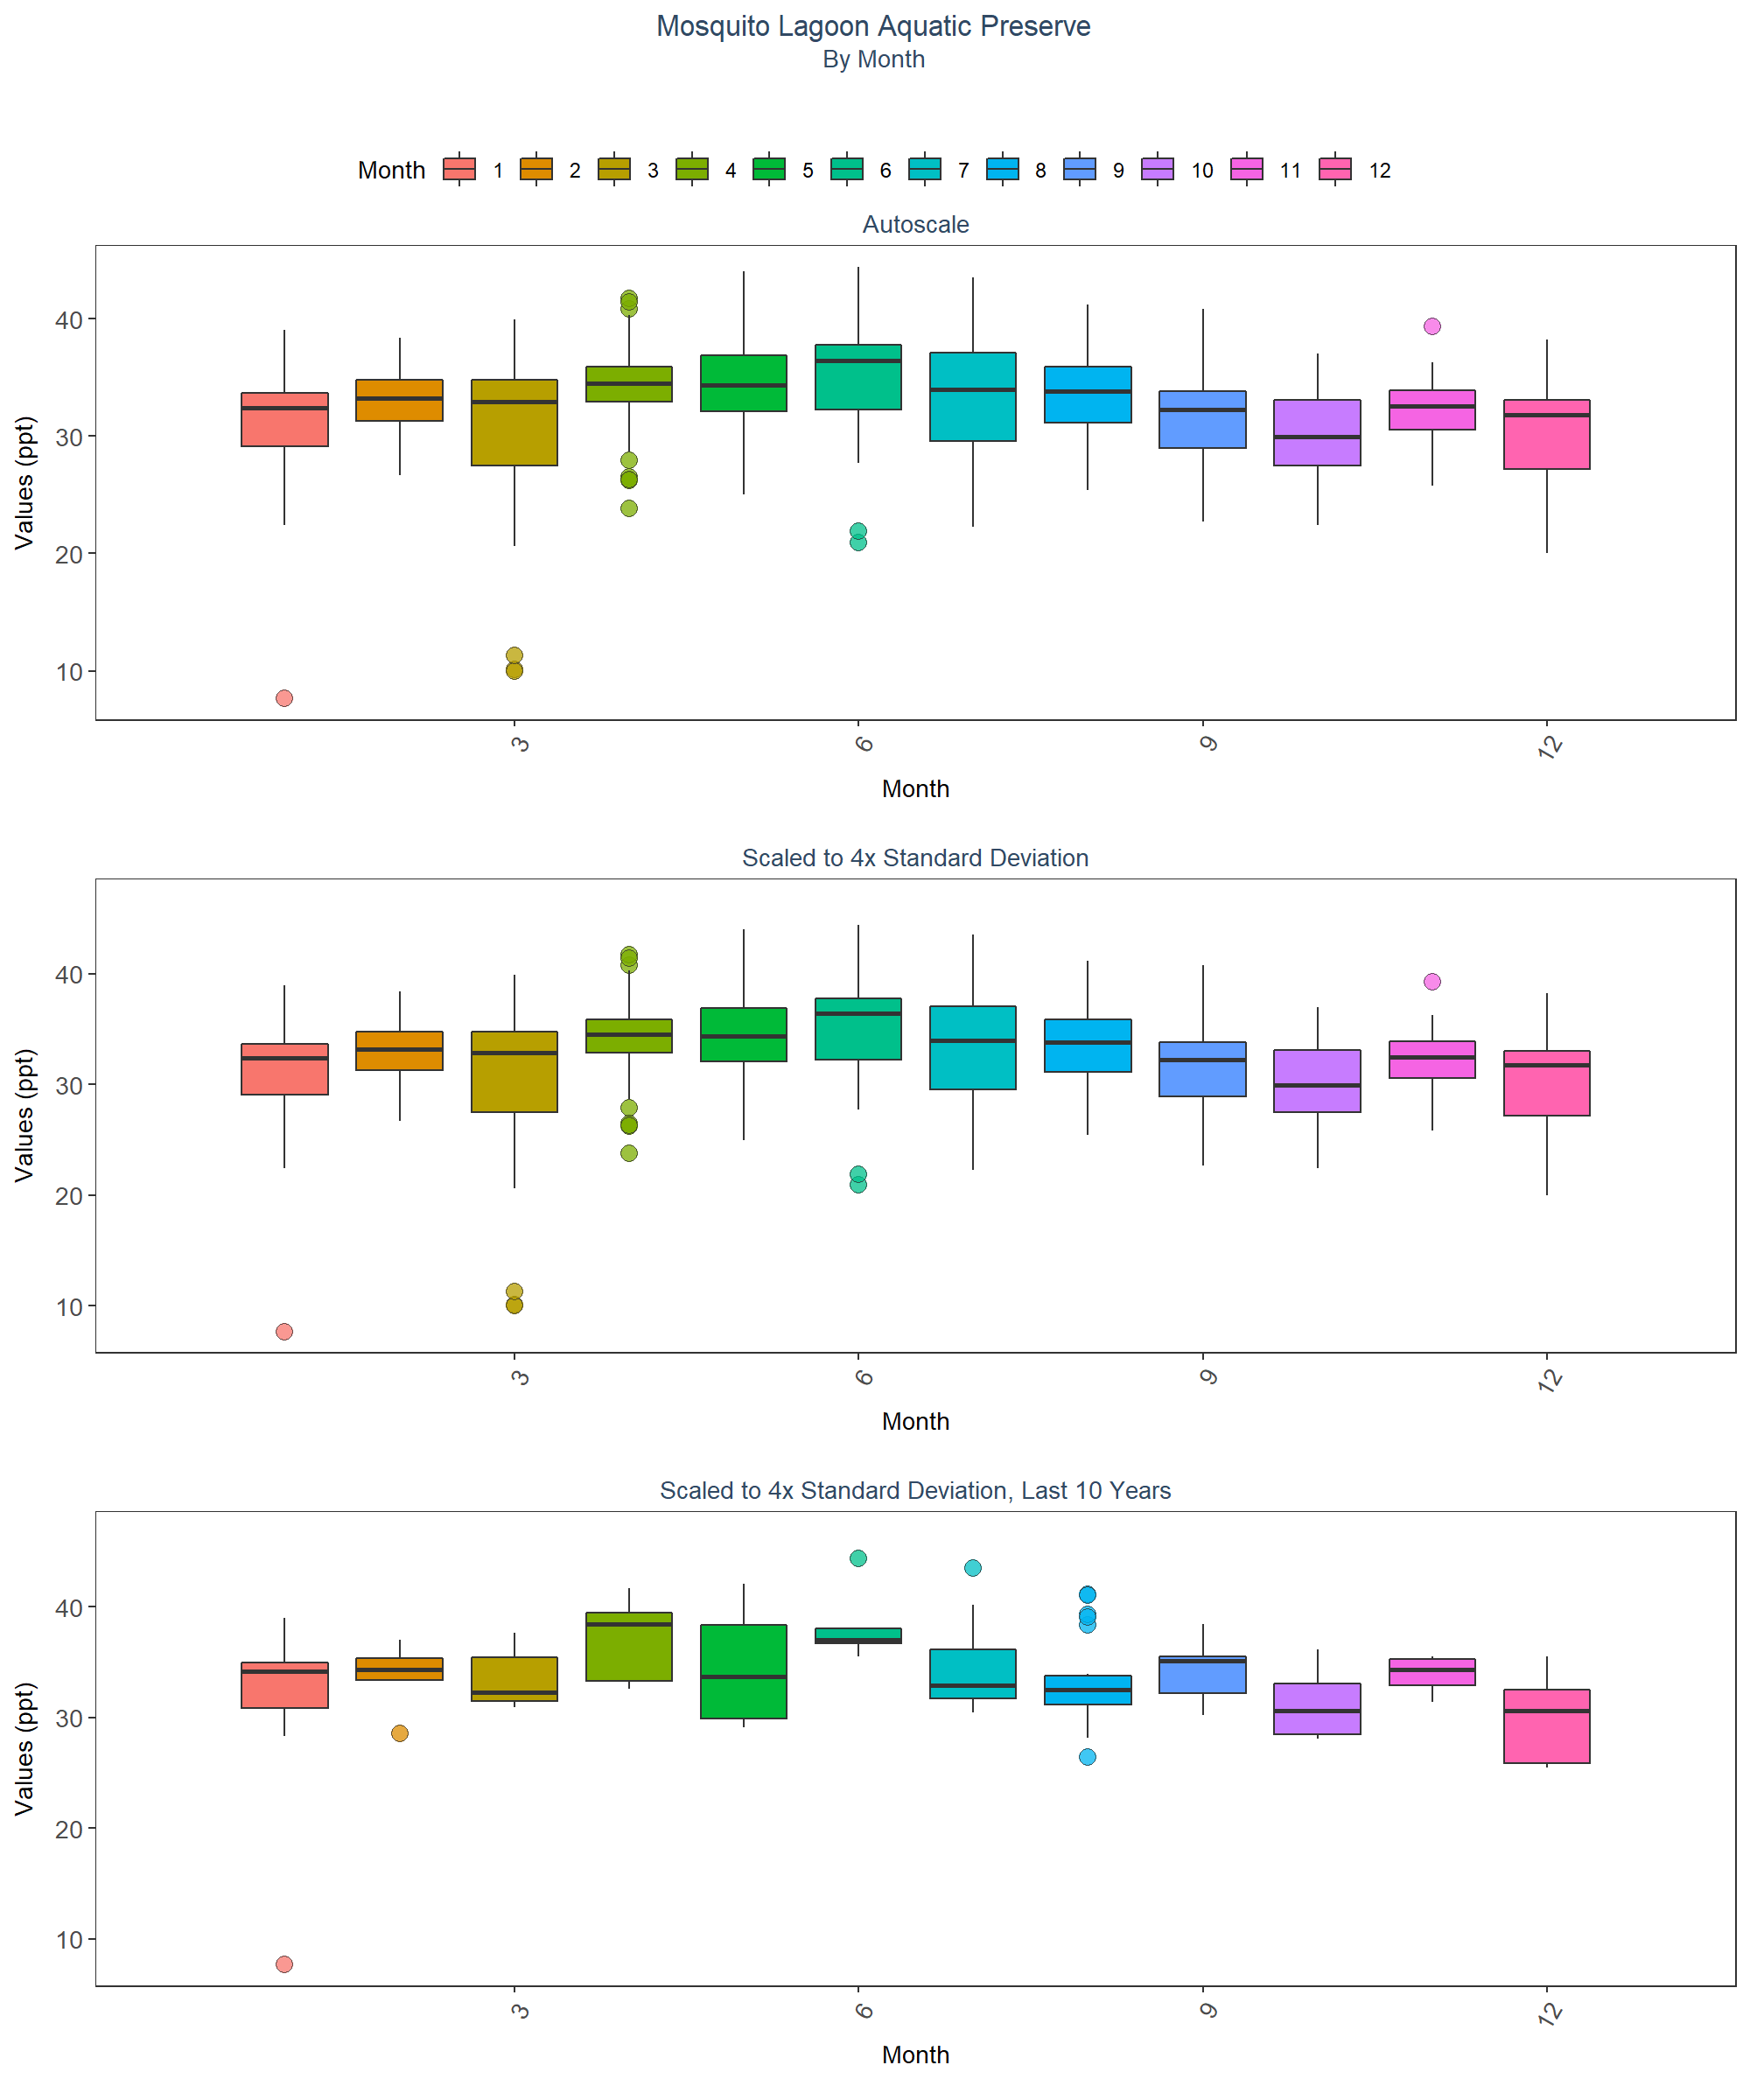 Mosquito Lagoon Aquatic Preserve
By Month
Month 1 2 3 4 5 6 7 8 9 10 11 12
Autoscale
Values (ppt)
40
30
20
10
3 6 9 12
Month
Scaled to 4x Standard Deviation
Values (ppt)
40
30
20
10
3 6 9 12
Month
Scaled to 4x Standard Deviation, Last 10 Years
Values (ppt)
40
30
20
10
3 6 9 12
Month